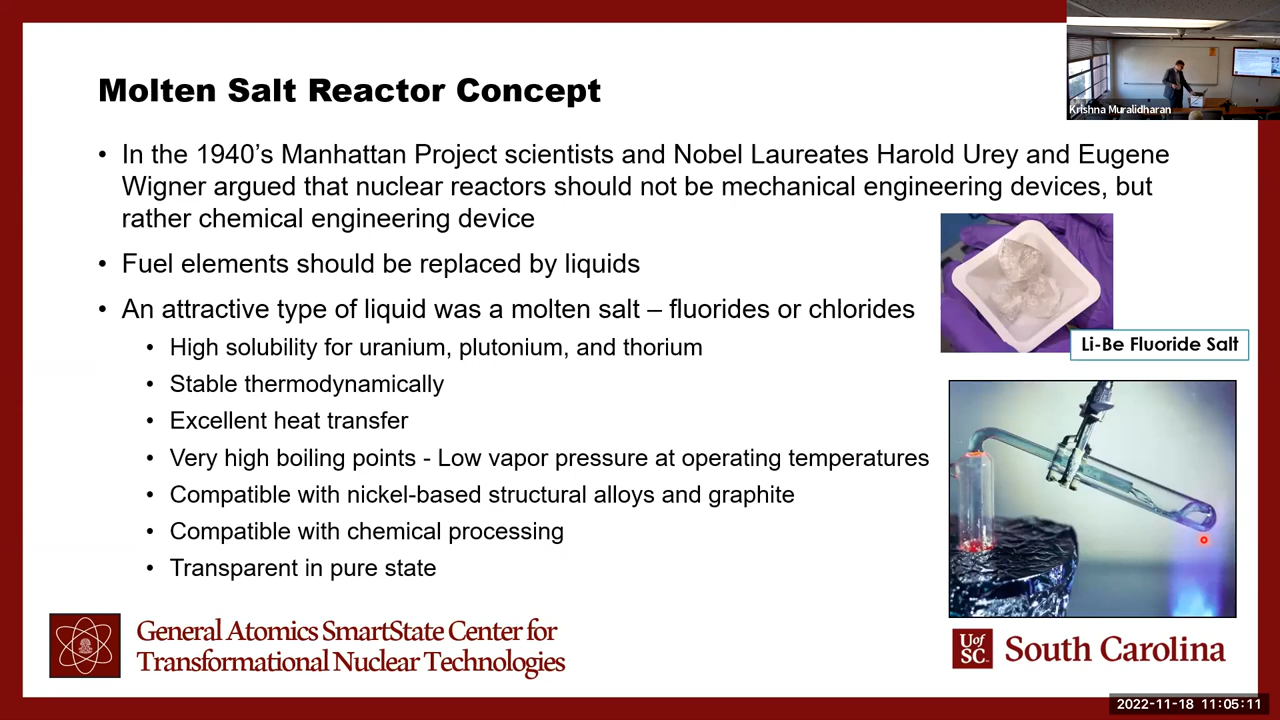 Molten Salt Reactor Concept
Krishna Muralidharan
• In the 1940's Manhattan Project scientists and Nobel Laureates Harold Urey and Eugene
Wigner argued that nuclear reactors should not be mechanical engineering devices, but
rather chemical engineering device
• Fuel elements should be replaced by liquids
• An attractive type of liquid was a molten salt – fluorides or chlorides
• High solubility for uranium, plutonium, and thorium
• Stable thermodynamically
• Excellent heat transfer
• Very high boiling points - Low vapor pressure at operating temperatures
• Compatible with nickel-based structural alloys and graphite
• Compatible with chemical processing
• Transparent in pure state
Li-Be Fluoride Salt
General Atomics SmartState Center for
Transformational Nuclear Technologies
U of
SC
South Carolina
2022-11-18 11:05:11